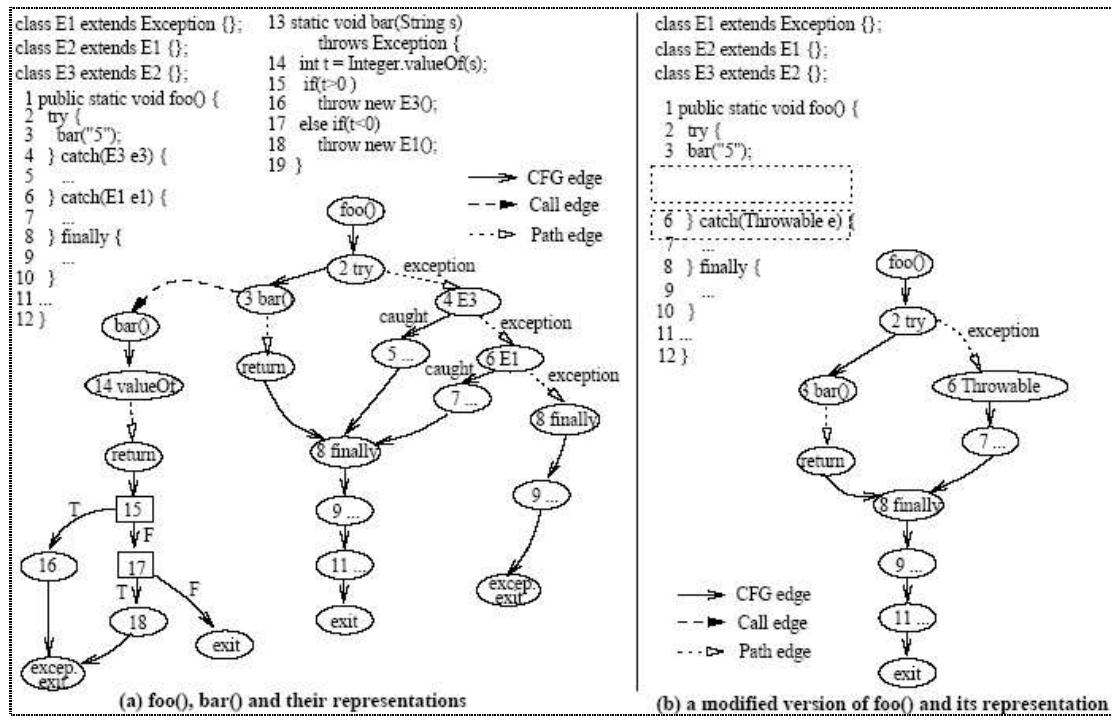 class E1 extends Exception {};
class E2 extends E1 {};
class E3 extends E2 {};
1 public static void foo() {
2 try {
3 bar("5");
4 } catch(E3 e3) {
5 ...
6 } catch(E1 e1) {
7 ...
8 } finally {
9 ...
10 }
11 ...
12 }
13 static void bar(String s)
throws Exception {
14 int t = Integer.valueOf(s);
15 if(t>0 )
16 throw new E3();
17 else if(t<0)
18 throw new E1();
19 }
CFG edge
Call edge
Path edge
foo()
2 try
exception
3 bar()
4 E3
bar()
caught
exception
return
5 ...
6 E1
14 valueOf
caught
exception
7 ...
8 finally
return
8 finally
T
15
9 ...
9 ...
F
16
17
11 ...
T
F
excep.
exit
18
exit
exit
excep.
exit
(a) foo(), bar() and their representations
class E1 extends Exception {};
class E2 extends E1 {};
class E3 extends E2 {};
1 public static void foo() {
2 try {
3 bar("5");
6 } catch(Throwable e) {
7 ...
8 } finally {
9 ...
10 }
11 ...
12 }
foo()
2 try
exception
3 bar()
6 Throwable
7 ...
return
8 finally
9 ...
11 ...
exit
CFG edge
Call edge
Path edge
(b) a modified version of foo() and its representation